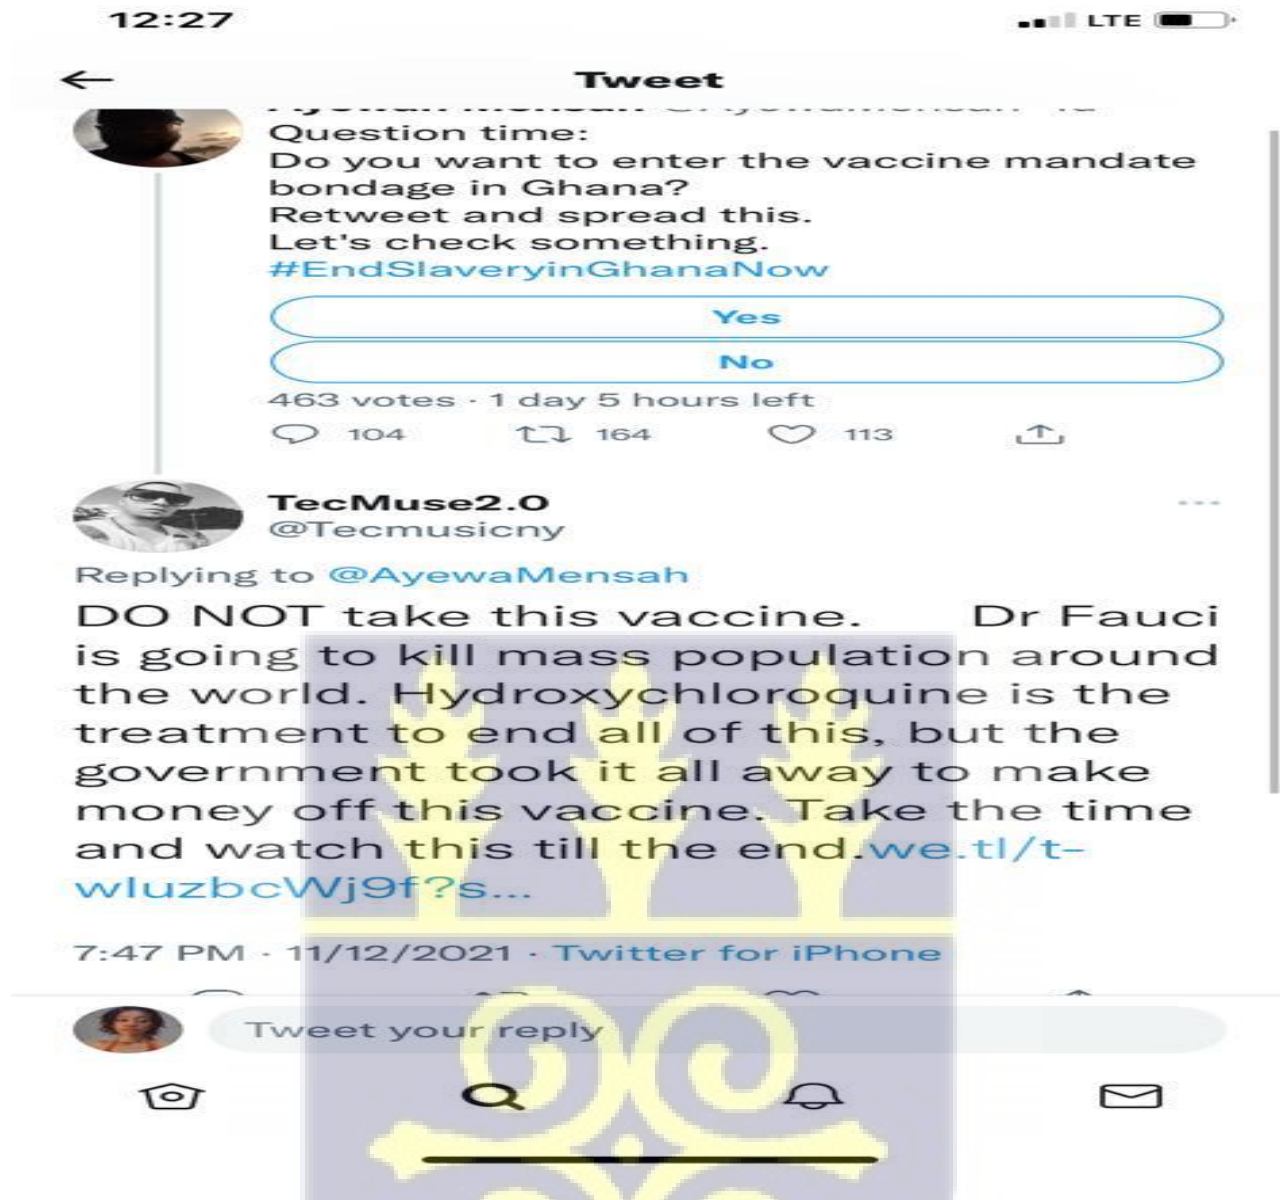 12:27
LTE
Tweet
Question time:
Do you want to enter the vaccine mandate
bondage in Ghana?
Retweet and spread this.
Let's check something.
#EndSlaveryinGhanaNow
Yes
No
463 votes · 1 day 5 hours left
104 164 113
TecMuse2.0
@Tecmusicny
Replying to @AyewaMensah
DO NOT take this vaccine. Dr Fauci
is going to kill mass population around
the world. Hydroxychloroquine is the
treatment to end all of this, but the
government took it all away to make
money off this vaccine. Take the time
and watch this till the end.we.tl/t-
wIuzbcWj9f?s...
7:47 PM · 11/12/2021 · Twitter for iPhone
Tweet your reply